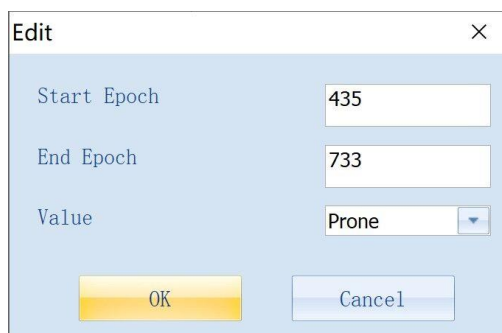 Edit
Start Epoch 435
End Epoch 733
Value Prone
OK Cancel